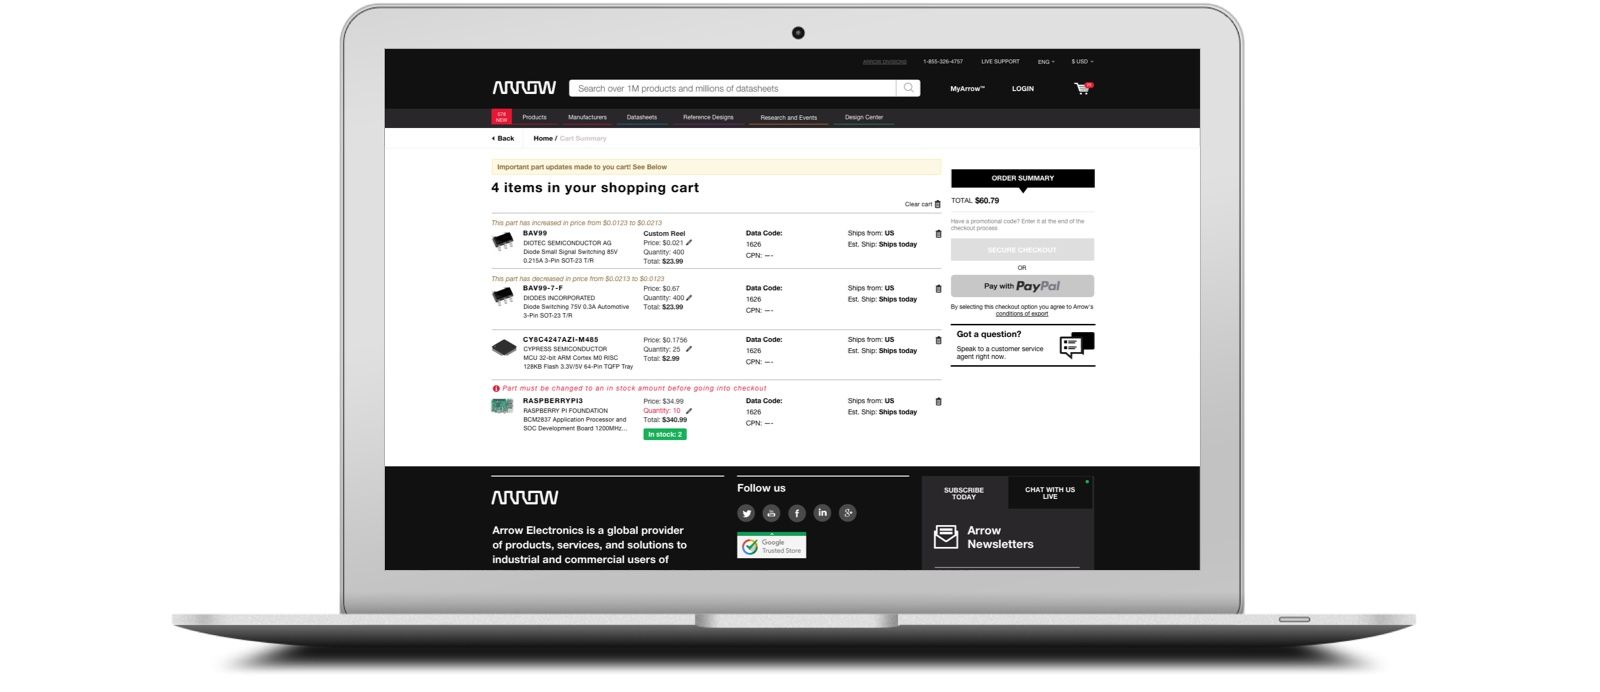 ARROW DIVISIONS 1-855-326-4757 LIVE SUPPORT ENG $ USD
ARROW Search over 1M products and millions of datasheets MyArrow™ LOGIN
NEW Products Manufacturers Datasheets Reference Designs Research and Events Design Center
Back Home / Cart Summary
Important part updates made to you cart! See Below
4 items in your shopping cart
Clear cart
This part has increased in price from $0.0123 to $0.0213
BAV99
DIOTEC SEMICONDUCTOR AG
Diode Small Signal Switching 85V
0.215A 3-Pin SOT-23 T/R
Custom Reel
Price: $0.021
Quantity: 400
Total: $23.99
Data Code:
1626
CPN: —-
Ships from: US
Est. Ship: Ships today
This part has decreased in price from $0.0213 to $0.0123
BAV99-7-F
DIODES INCORPORATED
Diode Switching 75V 0.3A Automotive
3-Pin SOT-23 T/R
Price: $0.67
Quantity: 400
Total: $23.99
Data Code:
1626
CPN: —-
Ships from: US
Est. Ship: Ships today
CY8C4247AZI-M485
CYPRESS SEMICONDUCTOR
MCU 32-bit ARM Cortex M0 RISC
128KB Flash 3.3V/5V 64-Pin TQFP Tray
Price: $0.1756
Quantity: 25
Total: $2.99
Data Code:
1626
CPN: —-
Ships from: US
Est. Ship: Ships today
Part must be changed to an in stock amount before going into checkout
RASPBERRYPI3
RASPBERRY PI FOUNDATION
BCM2837 Application Processor and
SOC Development Board 1200MHz...
Price: $34.99
Quantity: 10
Total: $340.99
In stock: 2
Data Code:
1626
CPN: —-
Ships from: US
Est. Ship: Ships today
ORDER SUMMARY
TOTAL $60.79
Have a promotional code? Enter it at the end of the
checkout process
SECURE CHECKOUT
OR
Pay with PayPal
By selecting this checkout option you agree to Arrow's
conditions of export
Got a question?
Speak to a customer service
agent right now.
ARROW
Arrow Electronics is a global provider
of products, services, and solutions to
industrial and commercial users of
Follow us
Google
Trusted Store
SUBSCRIBE
TODAY
CHAT WITH US
LIVE
Arrow
Newsletters